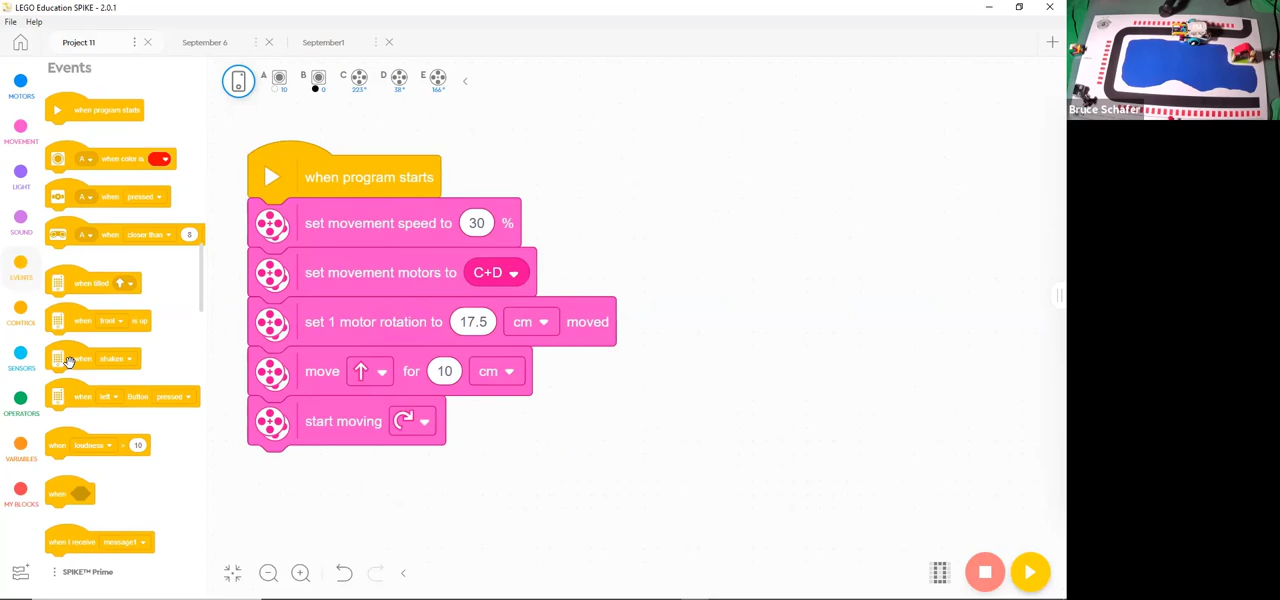 LEGO Education SPIKE - 2.0.1
File Help
Project 11 September 6 September1
MOTORS
MOVEMENT
LIGHT
SOUND
EVENTS
CONTROL
SENSORS
OPERATORS
VARIABLES
MY BLOCKS
Events
when program starts
A when color is
A when pressed
A when closer than 8
when tilted
when front is up
when shaken
when left Button pressed
when loudness > 10
when
when I receive message1
SPIKE™ Prime
A 10 B 0 C 223° D 38° E 166°
when program starts
set movement speed to 30 %
set movement motors to C+D
set 1 motor rotation to 17.5 cm moved
move for 10 cm
start moving
Bruce Schafer